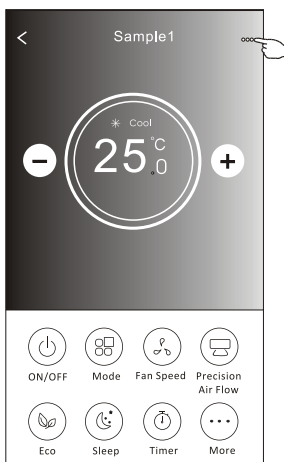 Sample1
Cool
25.0 °C
ON/OFF
Mode
Fan Speed
Precision
Air Flow
Eco
Sleep
Timer
More